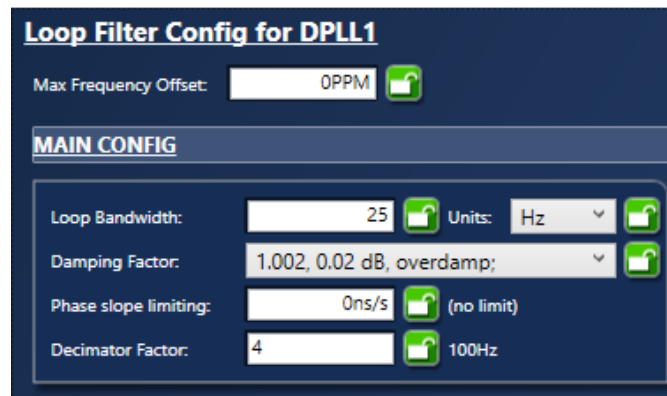 Loop Filter Config for DPLL1
Max Frequency Offset: 0PPM
MAIN CONFIG
Loop Bandwidth: 25 Units: Hz
Damping Factor: 1.002, 0.02 dB, overdamp;
Phase slope limiting: 0ns/s (no limit)
Decimator Factor: 4 100Hz